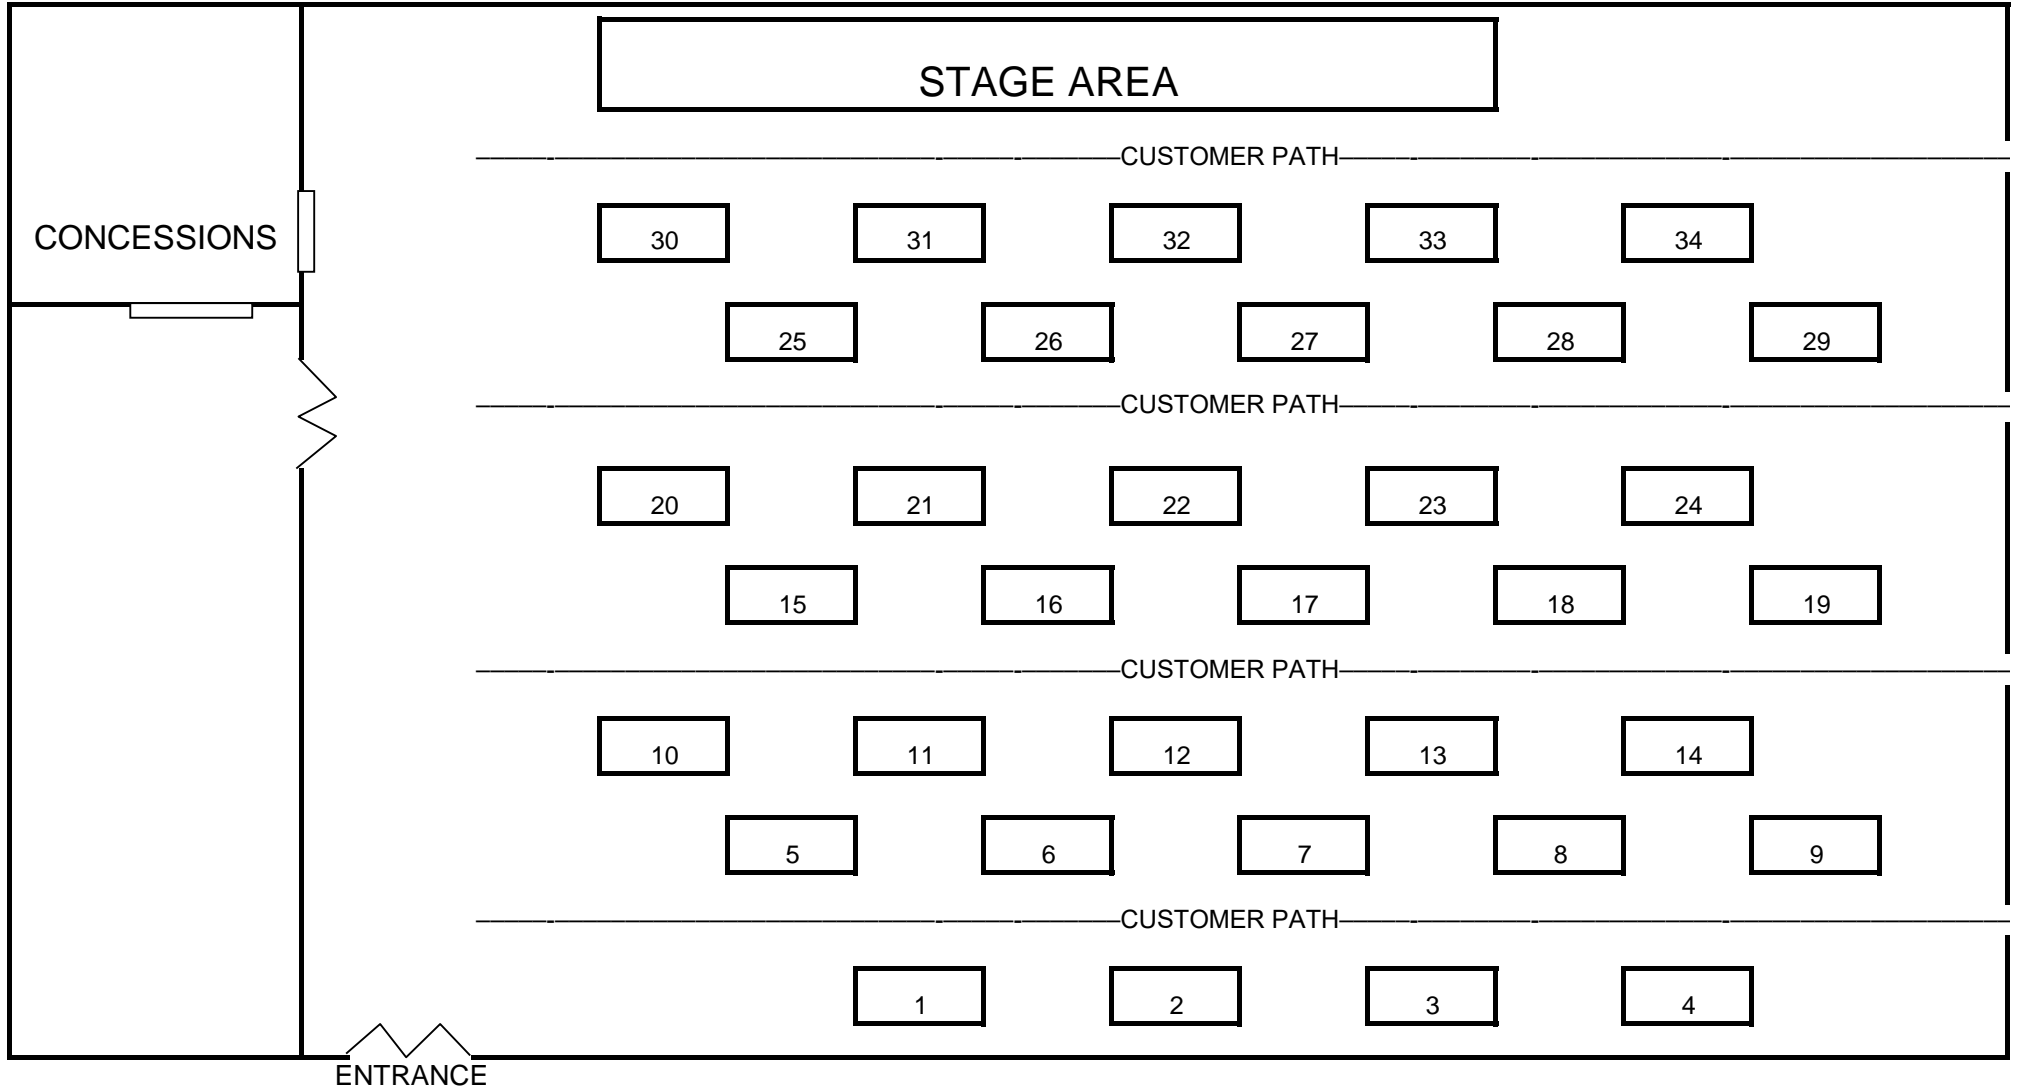 STAGE AREA
CUSTOMER PATH
CONCESSIONS
30 31 32 33 34
25 26 27 28 29
CUSTOMER PATH
20 21 22 23 24
15 16 17 18 19
CUSTOMER PATH
10 11 12 13 14
5 6 7 8 9
CUSTOMER PATH
1 2 3 4
ENTRANCE